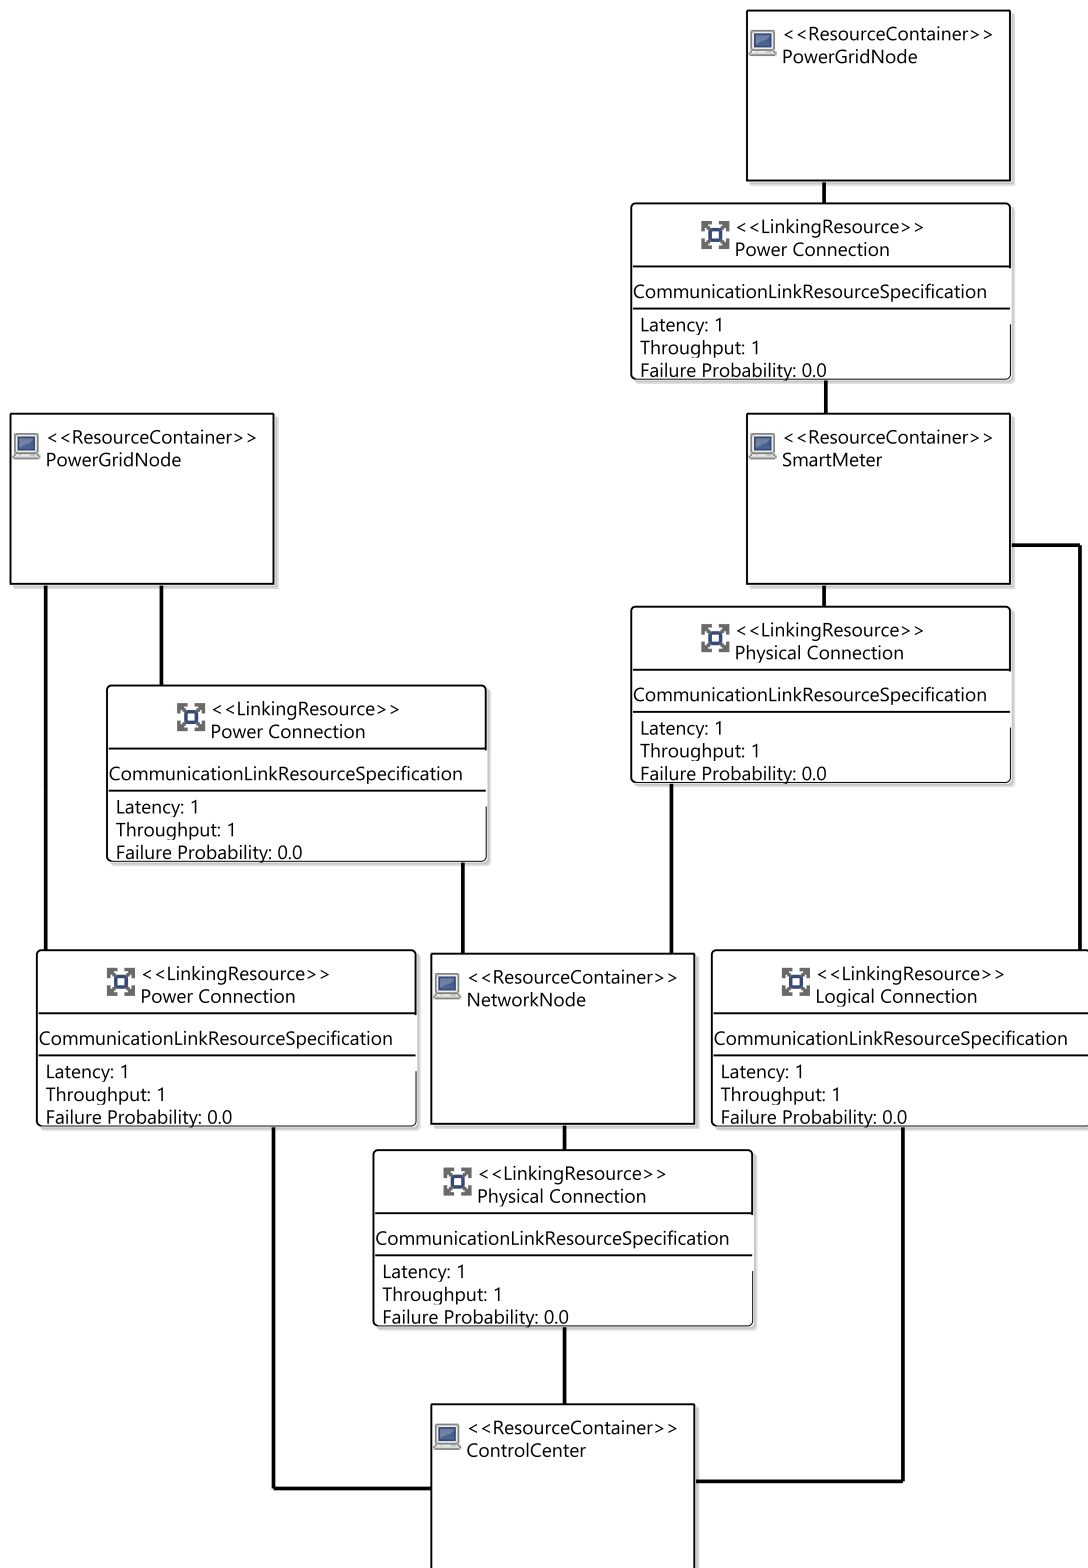 <<ResourceContainer>>
PowerGridNode
<<LinkingResource>>
Power Connection
CommunicationLinkResourceSpecification
Latency: 1
Throughput: 1
Failure Probability: 0.0
<<ResourceContainer>>
PowerGridNode
<<ResourceContainer>>
SmartMeter
<<LinkingResource>>
Physical Connection
CommunicationLinkResourceSpecification
Latency: 1
Throughput: 1
Failure Probability: 0.0
<<LinkingResource>>
Power Connection
CommunicationLinkResourceSpecification
Latency: 1
Throughput: 1
Failure Probability: 0.0
<<LinkingResource>>
Power Connection
CommunicationLinkResourceSpecification
Latency: 1
Throughput: 1
Failure Probability: 0.0
<<ResourceContainer>>
NetworkNode
<<LinkingResource>>
Logical Connection
CommunicationLinkResourceSpecification
Latency: 1
Throughput: 1
Failure Probability: 0.0
<<LinkingResource>>
Physical Connection
CommunicationLinkResourceSpecification
Latency: 1
Throughput: 1
Failure Probability: 0.0
<<ResourceContainer>>
ControlCenter